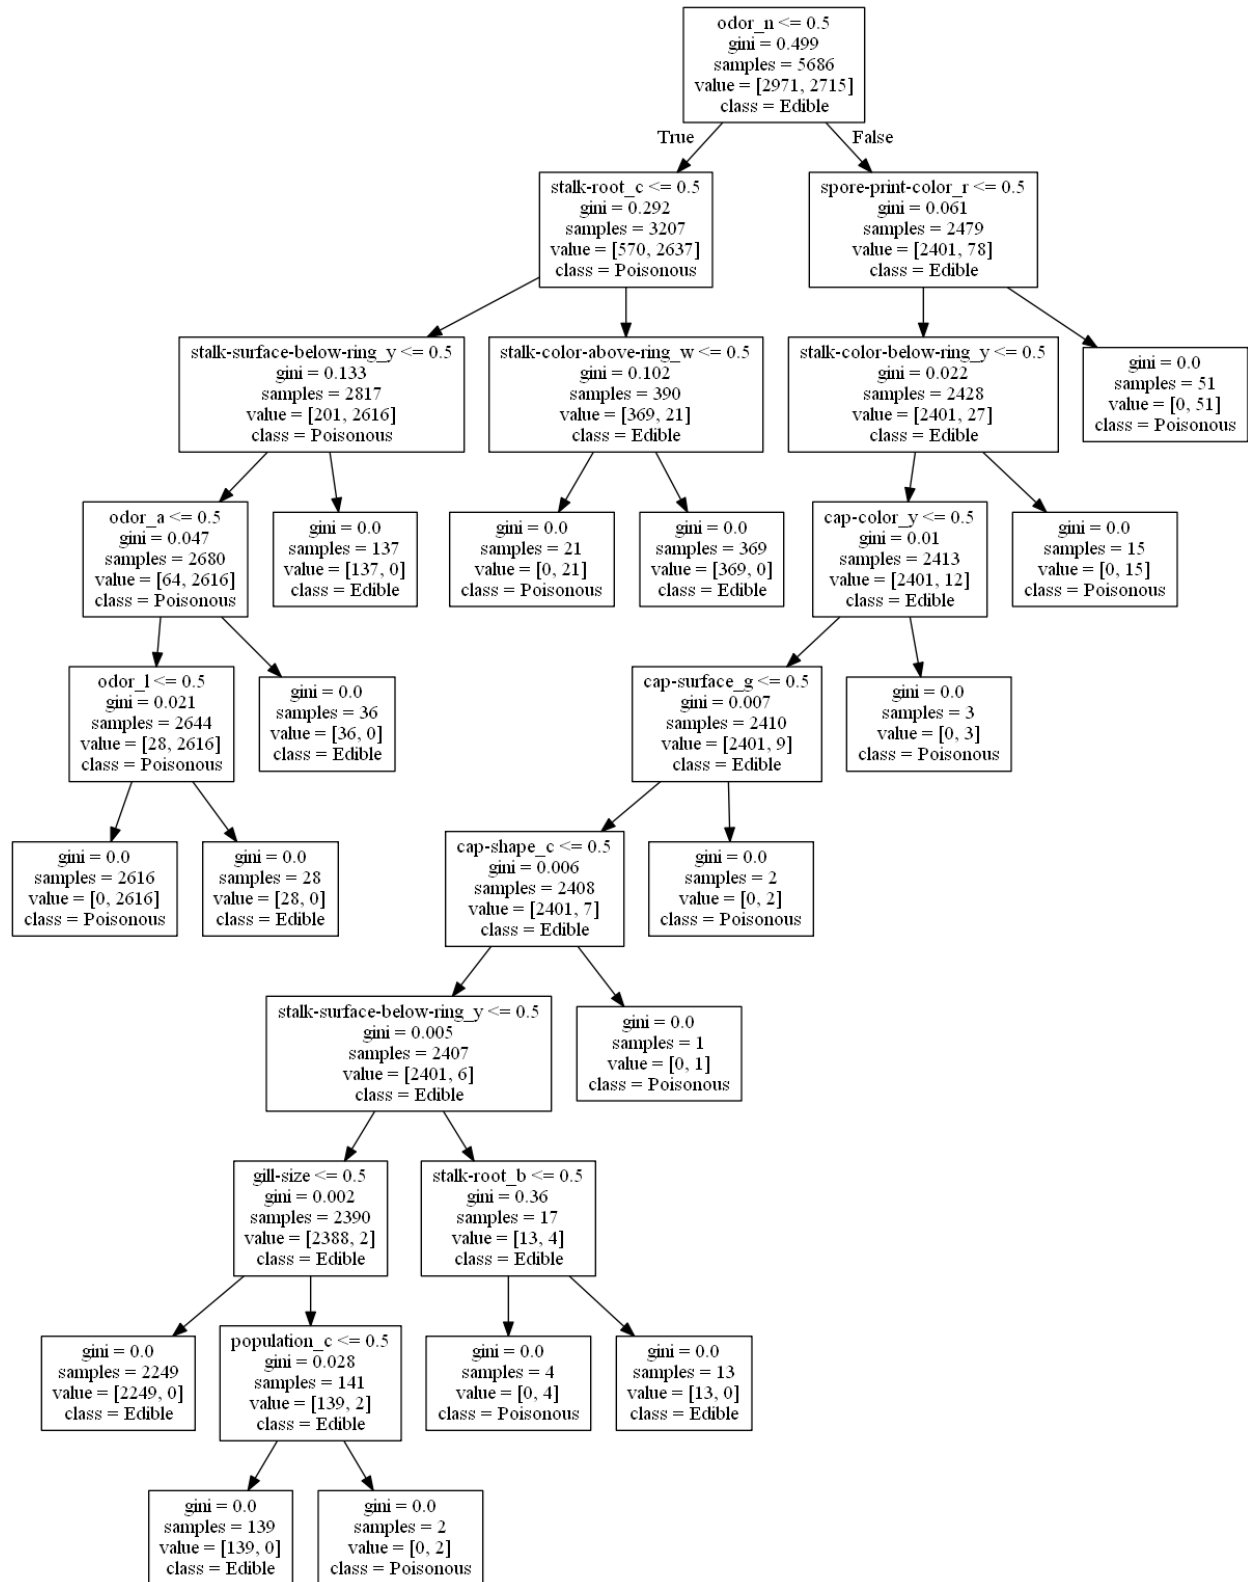 odor_n <= 0.5
gini = 0.499
samples = 5686
value = [2971, 2715]
class = Edible
True
False
stalk-root_c <= 0.5
gini = 0.292
samples = 3207
value = [570, 2637]
class = Poisonous
spore-print-color_r <= 0.5
gini = 0.061
samples = 2479
value = [2401, 78]
class = Edible
stalk-surface-below-ring_y <= 0.5
gini = 0.133
samples = 2817
value = [201, 2616]
class = Poisonous
stalk-color-above-ring_w <= 0.5
gini = 0.102
samples = 390
value = [369, 21]
class = Edible
stalk-color-below-ring_y <= 0.5
gini = 0.022
samples = 2428
value = [2401, 27]
class = Edible
gini = 0.0
samples = 51
value = [0, 51]
class = Poisonous
odor_a <= 0.5
gini = 0.047
samples = 2680
value = [64, 2616]
class = Poisonous
gini = 0.0
samples = 137
value = [137, 0]
class = Edible
gini = 0.0
samples = 21
value = [0, 21]
class = Poisonous
gini = 0.0
samples = 369
value = [369, 0]
class = Edible
cap-color_y <= 0.5
gini = 0.01
samples = 2413
value = [2401, 12]
class = Edible
gini = 0.0
samples = 15
value = [0, 15]
class = Poisonous
odor_l <= 0.5
gini = 0.021
samples = 2644
value = [28, 2616]
class = Poisonous
gini = 0.0
samples = 36
value = [36, 0]
class = Edible
cap-surface_g <= 0.5
gini = 0.007
samples = 2410
value = [2401, 9]
class = Edible
gini = 0.0
samples = 3
value = [0, 3]
class = Poisonous
gini = 0.0
samples = 2616
value = [0, 2616]
class = Poisonous
gini = 0.0
samples = 28
value = [28, 0]
class = Edible
cap-shape_c <= 0.5
gini = 0.006
samples = 2408
value = [2401, 7]
class = Edible
gini = 0.0
samples = 2
value = [0, 2]
class = Poisonous
stalk-surface-below-ring_y <= 0.5
gini = 0.005
samples = 2407
value = [2401, 6]
class = Edible
gini = 0.0
samples = 1
value = [0, 1]
class = Poisonous
gill-size <= 0.5
gini = 0.002
samples = 2390
value = [2388, 2]
class = Edible
stalk-root_b <= 0.5
gini = 0.36
samples = 17
value = [13, 4]
class = Edible
gini = 0.0
samples = 2249
value = [2249, 0]
class = Edible
population_c <= 0.5
gini = 0.028
samples = 141
value = [139, 2]
class = Edible
gini = 0.0
samples = 4
value = [0, 4]
class = Poisonous
gini = 0.0
samples = 13
value = [13, 0]
class = Edible
gini = 0.0
samples = 139
value = [139, 0]
class = Edible
gini = 0.0
samples = 2
value = [0, 2]
class = Poisonous